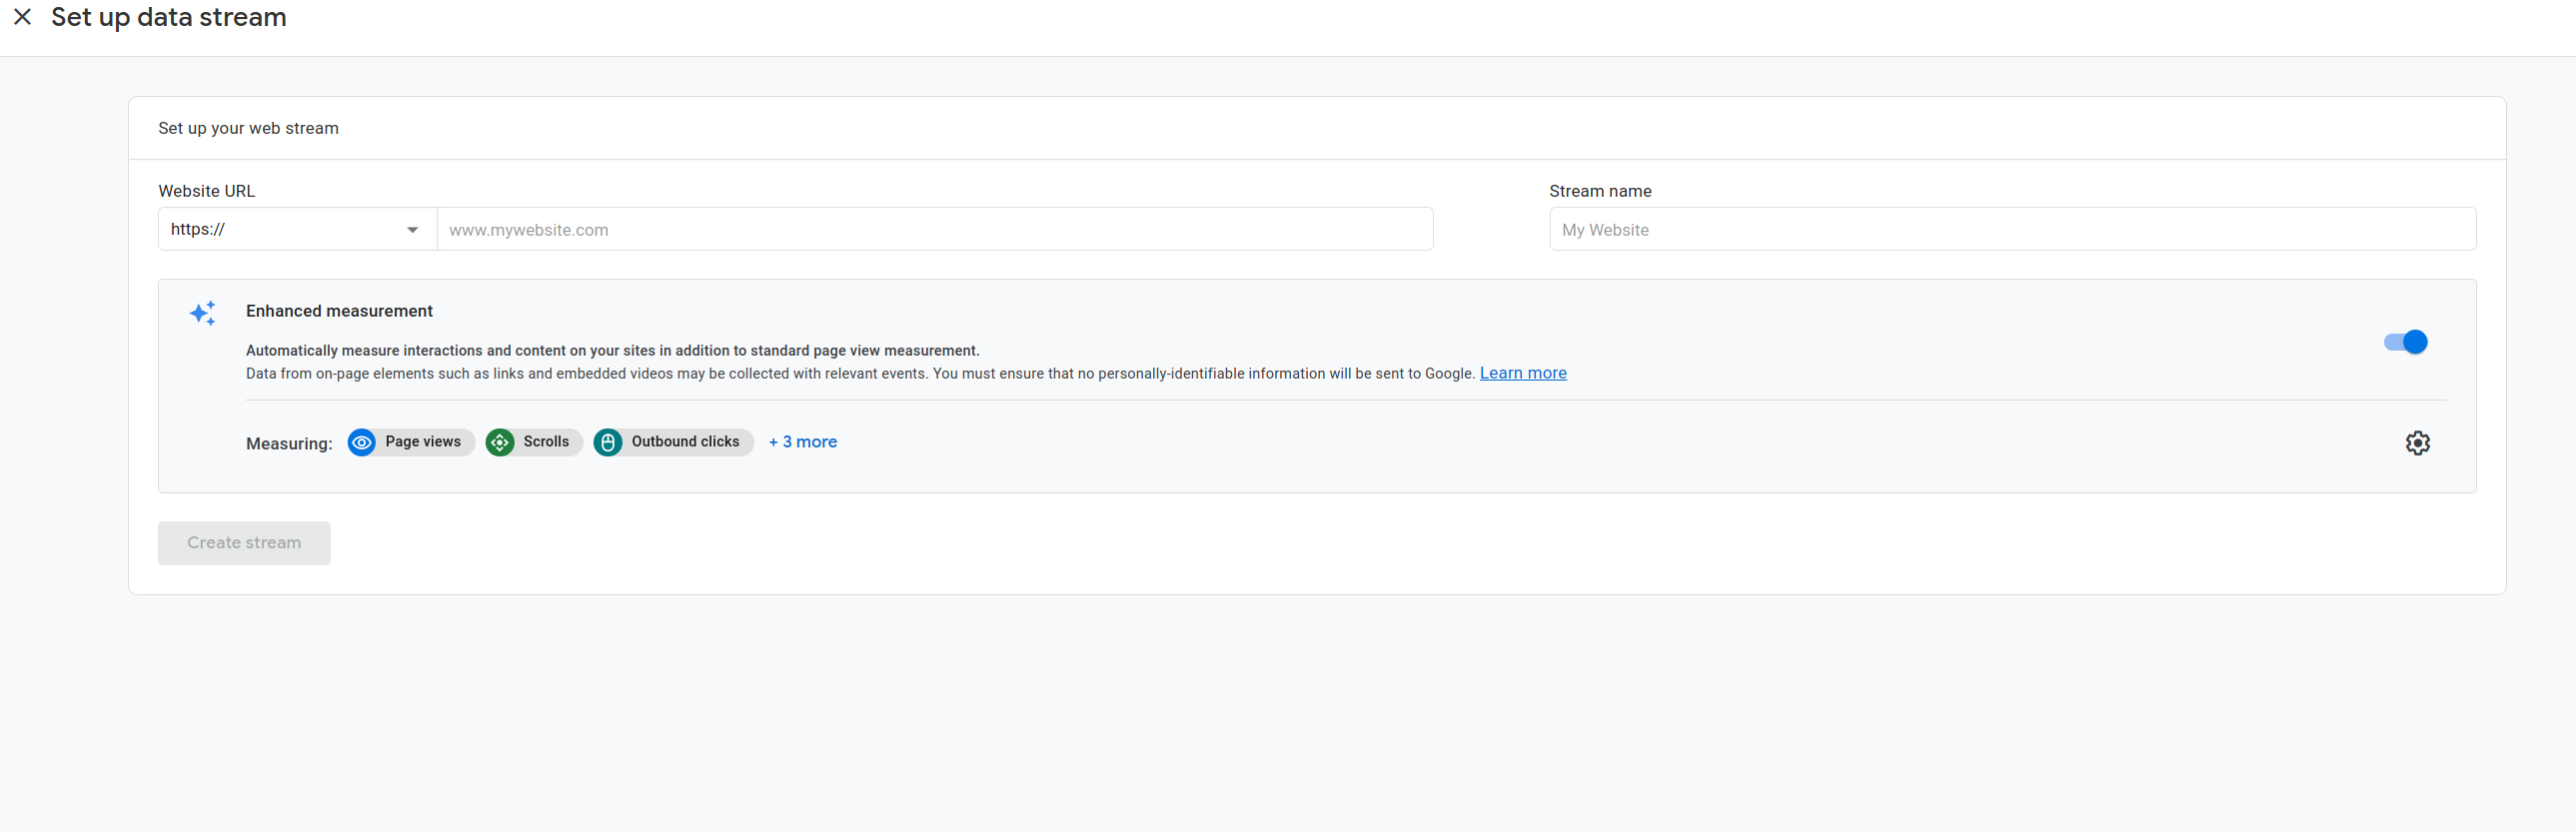 Set up data stream
Set up your web stream
Website URL
Stream name
https://
www.mywebsite.com
My Website
Enhanced measurement
Automatically measure interactions and content on your sites in addition to standard page view measurement.
Data from on-page elements such as links and embedded videos may be collected with relevant events. You must ensure that no personally-identifiable information will be sent to Google. Learn more
Measuring: Page views Scrolls Outbound clicks + 3 more
Create stream